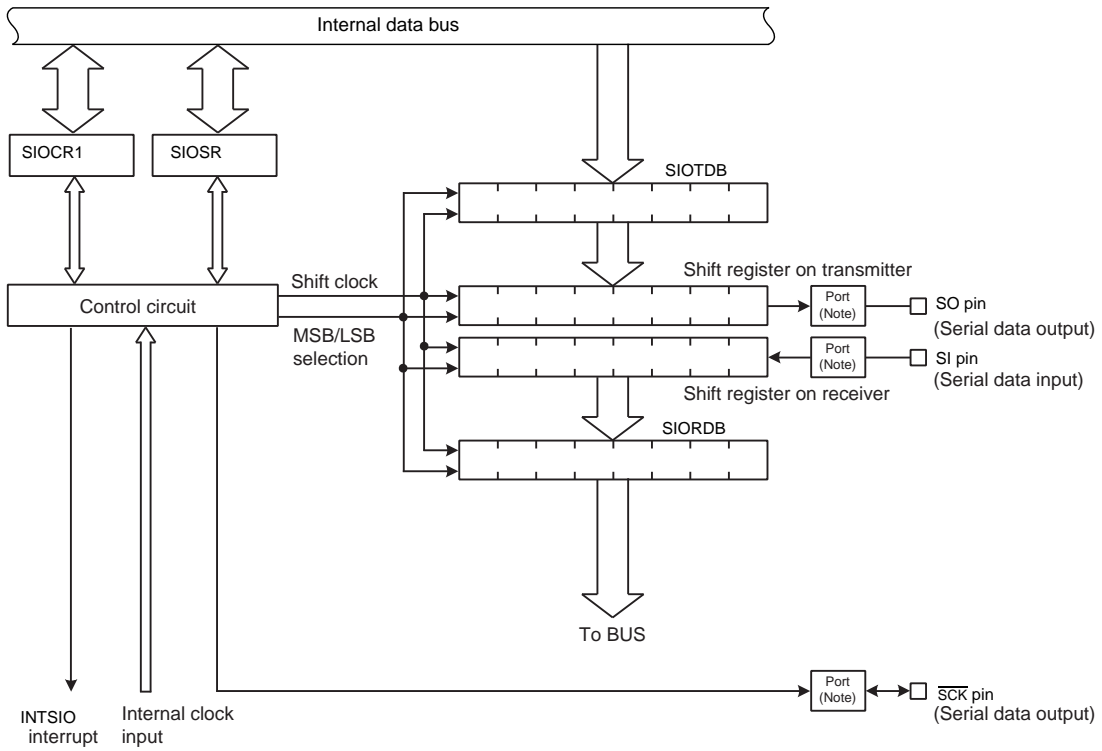 Internal data bus
SIOCR1
SIOSR
SIOTDB
Shift register on transmitter
Shift clock
Control circuit
MSB/LSB
selection
Port
(Note)
SO pin
(Serial data output)
Port
(Note)
SI pin
(Serial data input)
Shift register on receiver
SIORDB
To BUS
Port
(Note)
SCK pin
(Serial data output)
INTSIO
interrupt
Internal clock
input